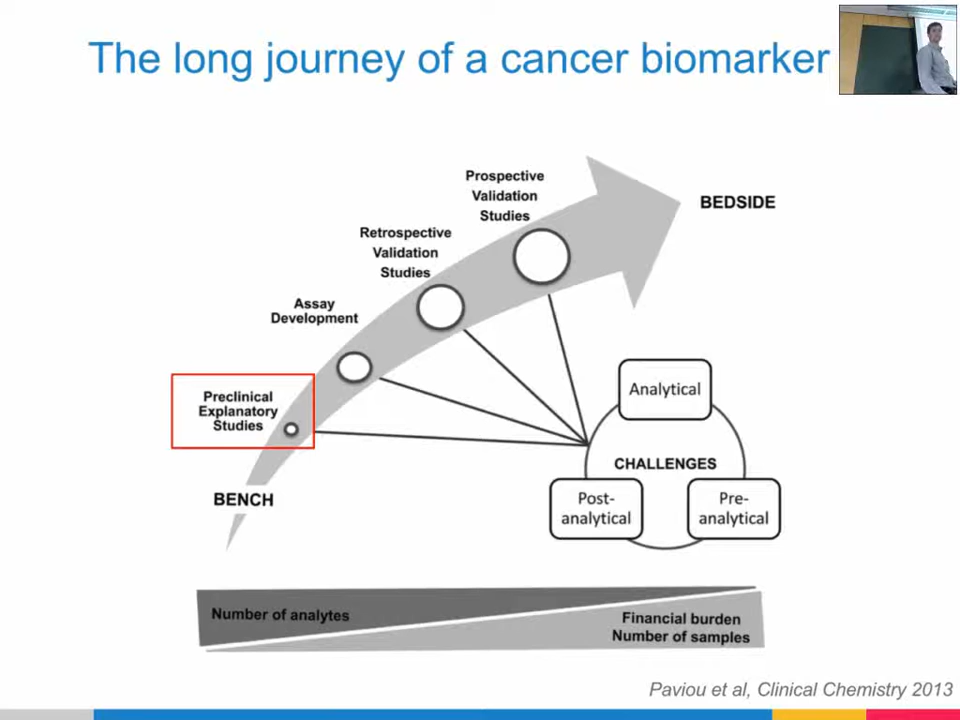 The long journey of a cancer biomarker
Prospective
Validation
Studies
BEDSIDE
Retrospective
Validation
Studies
Assay
Development
Preclinical
Explanatory
Studies
Analytical
CHALLENGES
Post-
analytical
Pre-
analytical
BENCH
Number of analytes
Financial burden
Number of samples
Paviou et al, Clinical Chemistry 2013